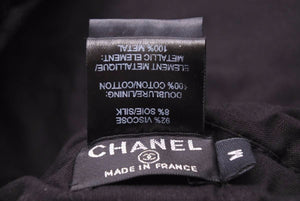 92% VISCOSE
8% SOIE/SILK
DOUBLURE/LINING:
100% COTON/COTTON
ELEMENT METALLIQUE/
METALLIC ELEMENT:
100% METAL
CHANEL
MADE IN FRANCE
M